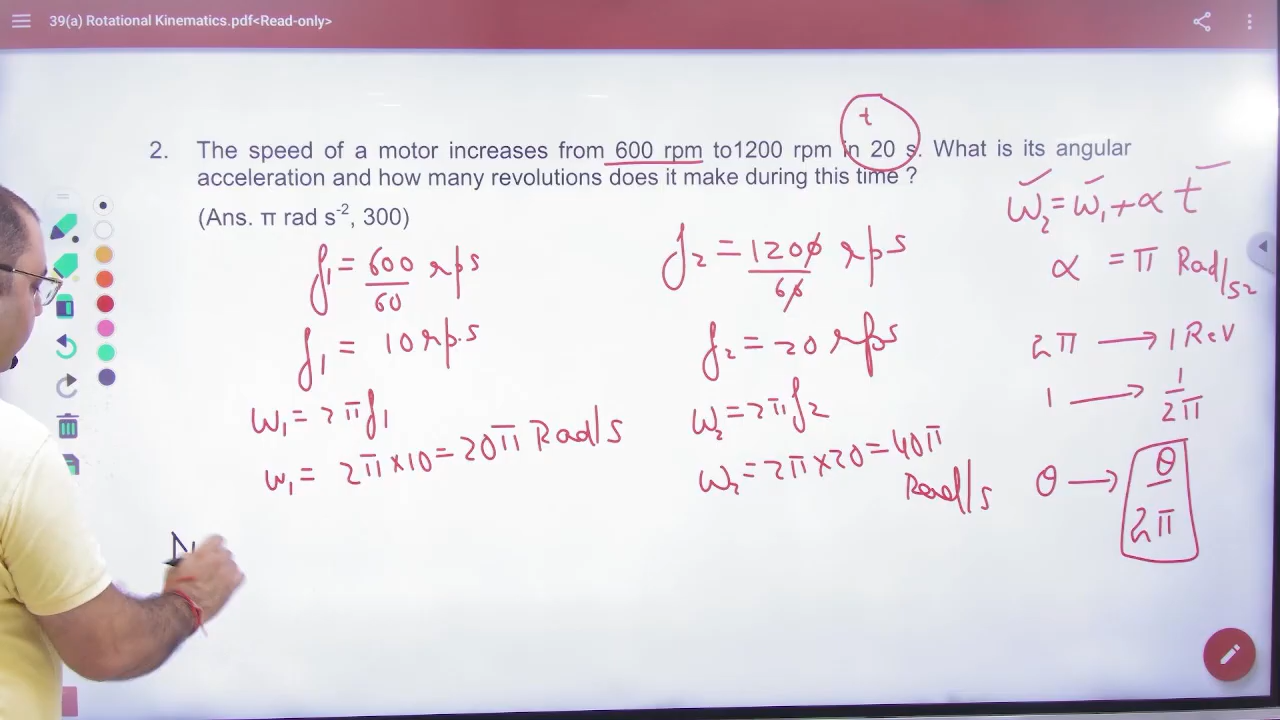 39(a) Rotational Kinematics.pdf<Read-only>
t
2. The speed of a motor increases from 600 rpm to1200 rpm in 20 s. What is its angular
acceleration and how many revolutions does it make during this time ?
(Ans. π rad s⁻², 300)
f₁ = 600/60 rps
f₁ = 10 rps
ω₁ = 2πf₁
ω₁ = 2π×10 = 20π Rad/s
f₂ = 1200/60 rps
f₂ = 20 rps
ω₂ = 2πf₂
ω₂ = 2π×20 = 40π
Rad/s
ω₂ = ω₁ + α t
α = π Rad/s2
2π → 1 Rev
1 → 1/2π
θ → θ/2π
N